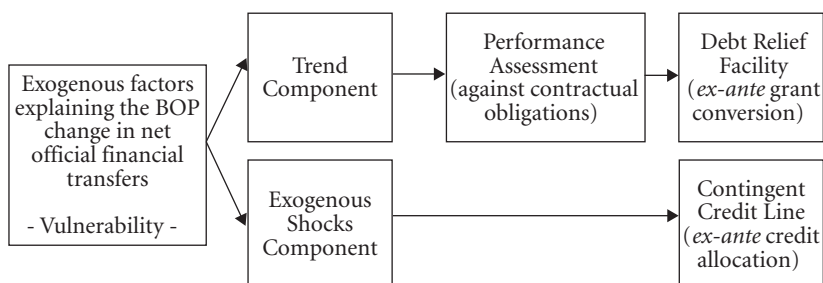 Exogenous factors
explaining the BOP
change in net
official financial
transfers
- Vulnerability -
Trend
Component
Performance
Assessment
(against contractual
obligations)
Debt Relief
Facility
(ex-ante grant
conversion)
Exogenous
Shocks
Component
Contingent
Credit Line
(ex-ante credit
allocation)